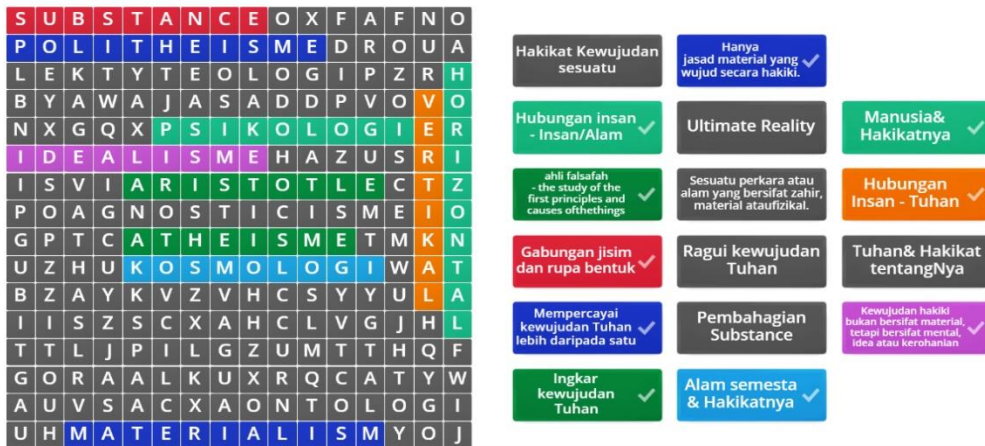 S U B S T A N C E O X F A F N O
P O L I T H E I S M E D R O U A
L E K T Y T E O L O G I P Z R H
B Y A W A J A S A D D P V O V O
N X G Q X P S I K O L O G I E R
I D E A L I S M E H A Z U S R I
I S V I A R I S T O T L E C T Z
P O A G N O S T I C I S M E I O
G P T C A T H E I S M E T M K N
U Z H U K O S M O L O G I W A T
B Z A Y K V Z V H C S Y Y U L A
I I S Z S C X A H C L V G J H L
T T L J P I L G Z U M T T H Q F
G O R A A L K U X R Q C A T Y W
A U V S A C X A O N T O L O G I
U H M A T E R I A L I S M Y O J
Hakikat Kewujudan
sesuatu
Hanya
jasad material yang
wujud secara hakiki.
Hubungan insan
- Insan/Alam
Ultimate Reality
Manusia&
Hakikatnya
ahli falsafah
- the study of the
first principles and
causes ofthethings
Sesuatu perkara atau
alam yang bersifat zahir,
material ataufizikal.
Hubungan
Insan - Tuhan
Gabungan jisim
dan rupa bentuk
Ragui kewujudan
Tuhan
Tuhan& Hakikat
tentangNya
Mempercayai
kewujudan Tuhan
lebih daripada satu
Pembahagian
Substance
Kewujudan hakiki
bukan bersifat material,
tetapi bersifat mental,
idea atau kerohanian
Ingkar
kewujudan
Tuhan
Alam semesta
& Hakikatnya